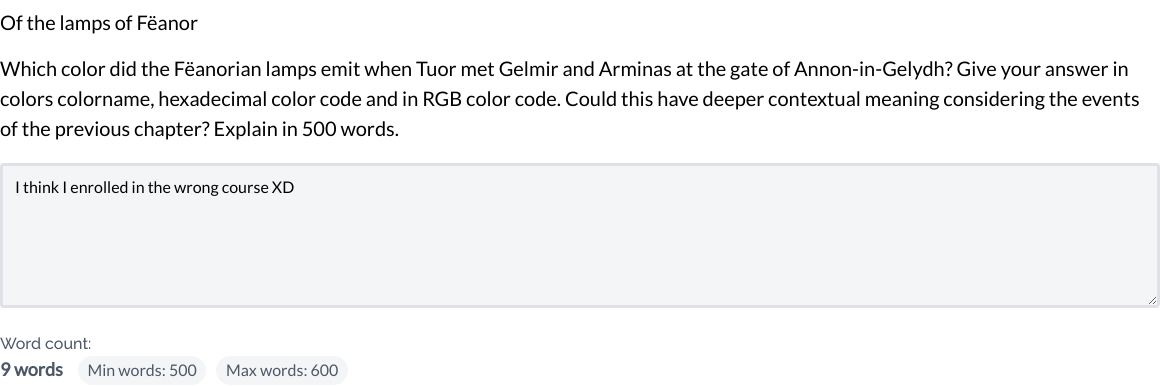 Of the lamps of Fëanor
Which color did the Fëanorian lamps emit when Tuor met Gelmir and Arminas at the gate of Annon-in-Gelydh? Give your answer in
colors colorname, hexadecimal color code and in RGB color code. Could this have deeper contextual meaning considering the events
of the previous chapter? Explain in 500 words.
I think I enrolled in the wrong course XD
Word count:
9 words Min words: 500 Max words: 600